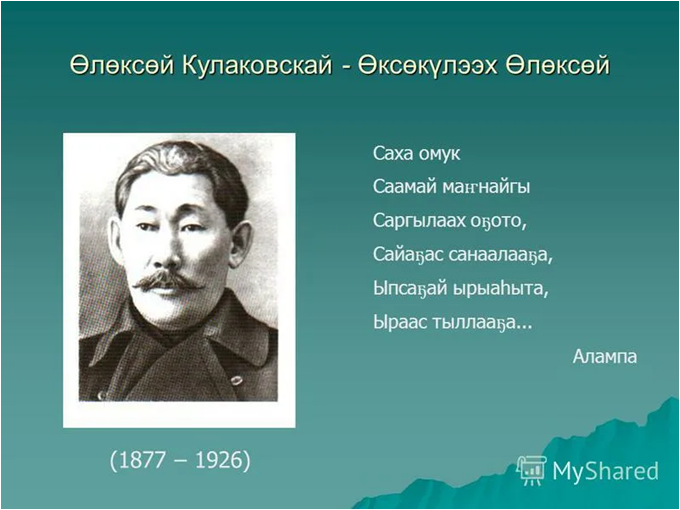 Өлөксөй Кулаковскай - Өксөкүлээх Өлөксөй
Саха омук
Саамай маҥнайгы
Саргылаах оҕото,
Сайаҕас санаалааҕа,
Ыпсаҕай ырыаһыта,
Ыраас тыллааҕа...
Алампа
(1877 – 1926)
MyShared